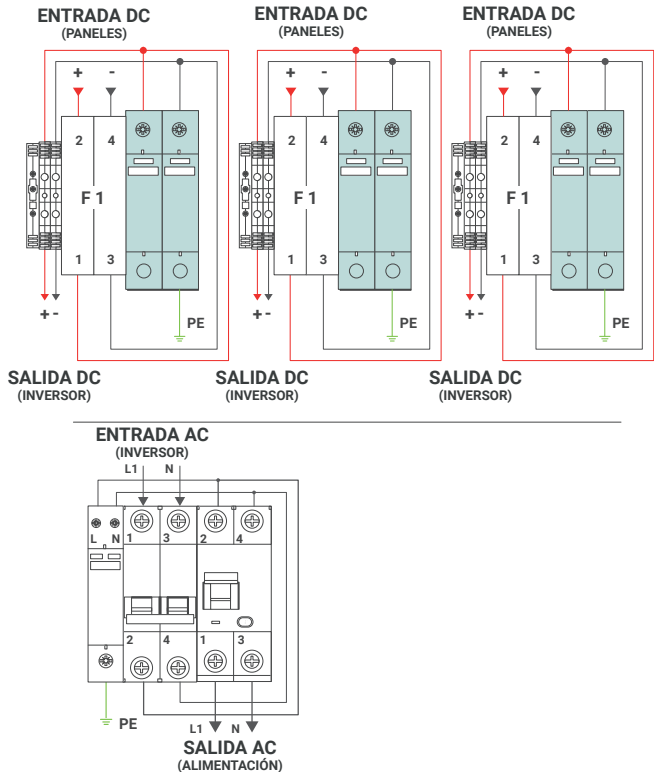 ENTRADA DC
(PANELES)
+ -
2 4
F 1
1 3
+ -
PE
SALIDA DC
(INVERSOR)
ENTRADA DC
(PANELES)
+ -
2 4
F 1
1 3
+ -
PE
SALIDA DC
(INVERSOR)
ENTRADA DC
(PANELES)
+ -
2 4
F 1
1 3
+ -
PE
SALIDA DC
(INVERSOR)
ENTRADA AC
(INVERSOR)
L1 N
L N 1 3 2 4
2 4 1 3
PE
L1 N
SALIDA AC
(ALIMENTACIÓN)